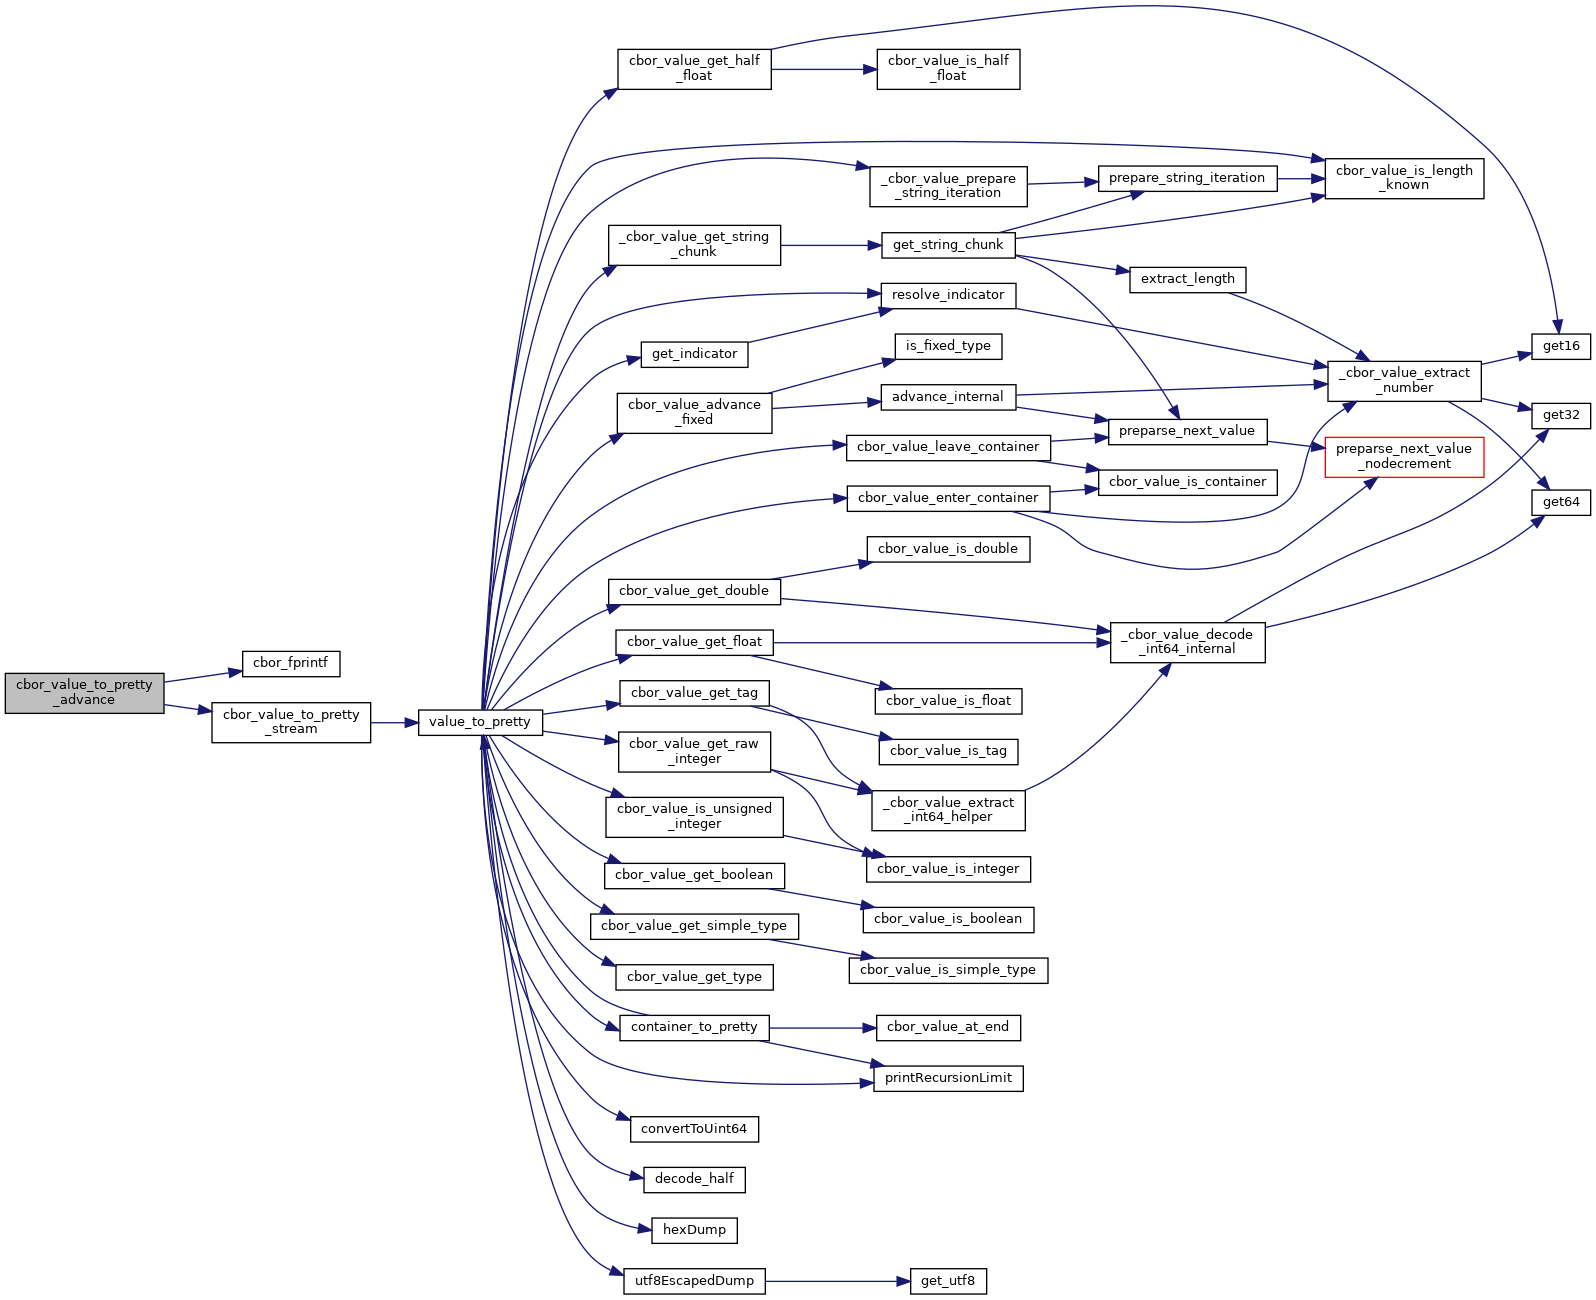 cbor_value_to_pretty
_advance
cbor_fprintf
cbor_value_to_pretty
_stream
value_to_pretty
cbor_value_get_half
_float
cbor_value_is_half
_float
_cbor_value_prepare
_string_iteration
prepare_string_iteration
cbor_value_is_length
_known
_cbor_value_get_string
_chunk
get_string_chunk
extract_length
resolve_indicator
get_indicator
is_fixed_type
get16
cbor_value_advance
_fixed
advance_internal
_cbor_value_extract
_number
get32
preparse_next_value
cbor_value_leave_container
preparse_next_value
_nodecrement
cbor_value_is_container
cbor_value_enter_container
get64
cbor_value_is_double
cbor_value_get_double
cbor_value_get_float
_cbor_value_decode
_int64_internal
cbor_value_get_tag
cbor_value_is_float
cbor_value_get_raw
_integer
cbor_value_is_tag
cbor_value_is_unsigned
_integer
_cbor_value_extract
_int64_helper
cbor_value_get_boolean
cbor_value_is_integer
cbor_value_get_simple_type
cbor_value_is_boolean
cbor_value_get_type
cbor_value_is_simple_type
container_to_pretty
cbor_value_at_end
printRecursionLimit
convertToUint64
decode_half
hexDump
utf8EscapedDump
get_utf8